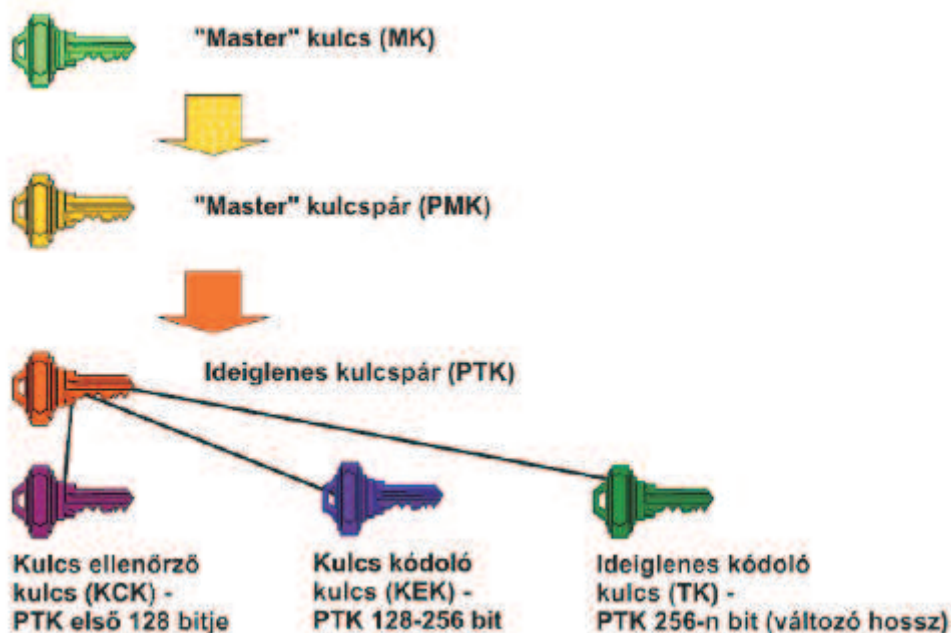 "Master" kulcs (MK)
"Master" kulcspár (PMK)
Ideiglenes kulcspár (PTK)
Kulcs ellenőrző
kulcs (KCK) -
PTK első 128 bitje
Kulcs kódoló
kulcs (KEK) -
PTK 128-256 bit
Ideiglenes kódoló
kulcs (TK) -
PTK 256-n bit (változó hossz)